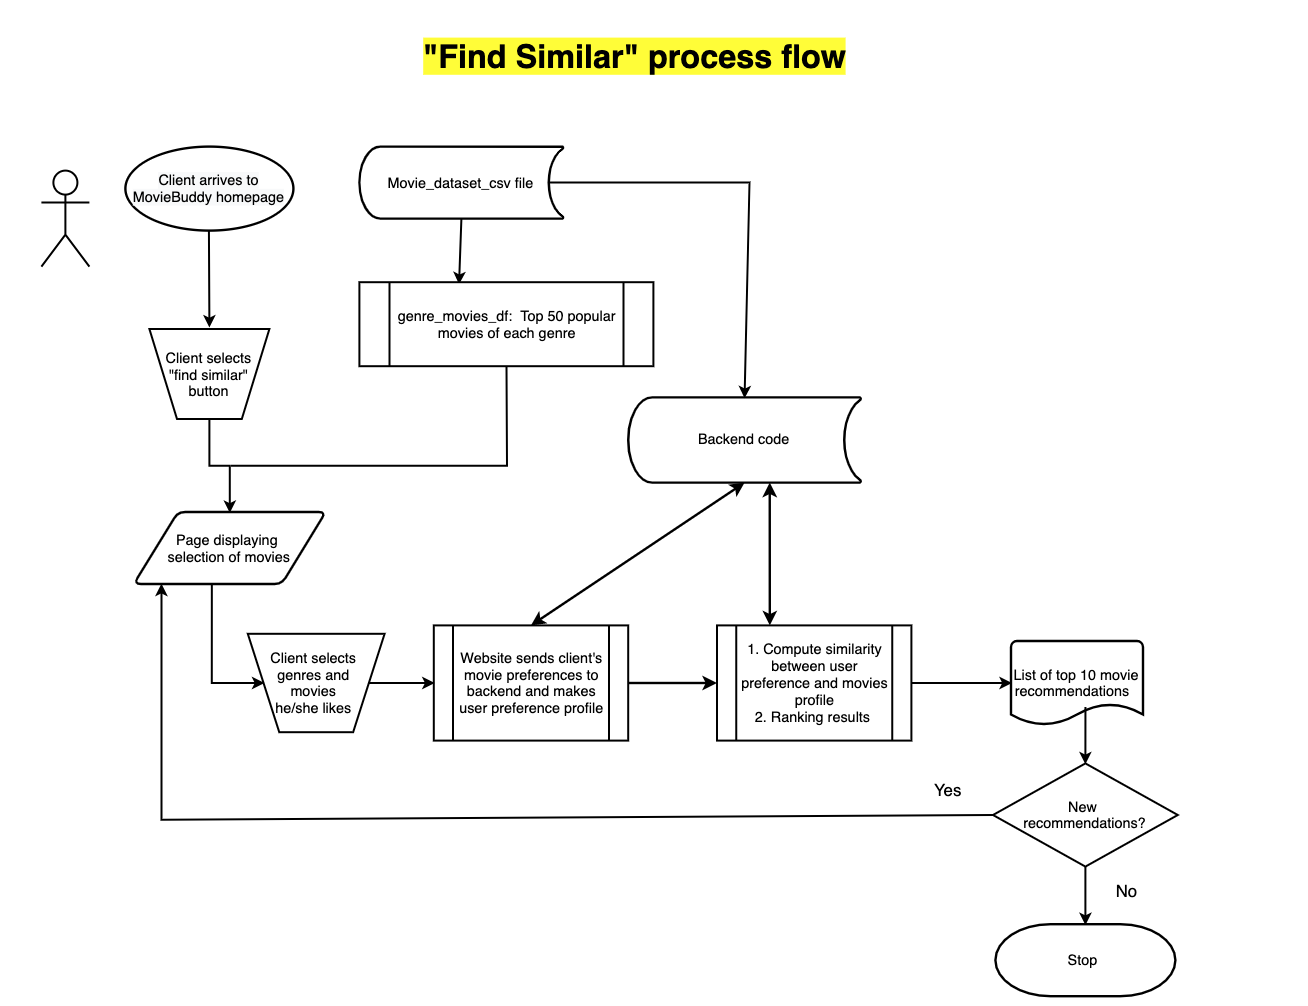 "Find Similar" process flow
Client arrives to
MovieBuddy homepage
Movie_dataset_csv file
genre_movies_df:  Top 50 popular
movies of each genre
Client selects
"find similar"
button
Backend code
Page displaying
selection of movies
Client selects
genres and
movies
he/she likes
Website sends client's
movie preferences to
backend and makes
user preference profile
1. Compute similarity
between user
preference and movies
profile
2. Ranking results
List of top 10 movie
recommendations
Yes
New
recommendations?
No
Stop